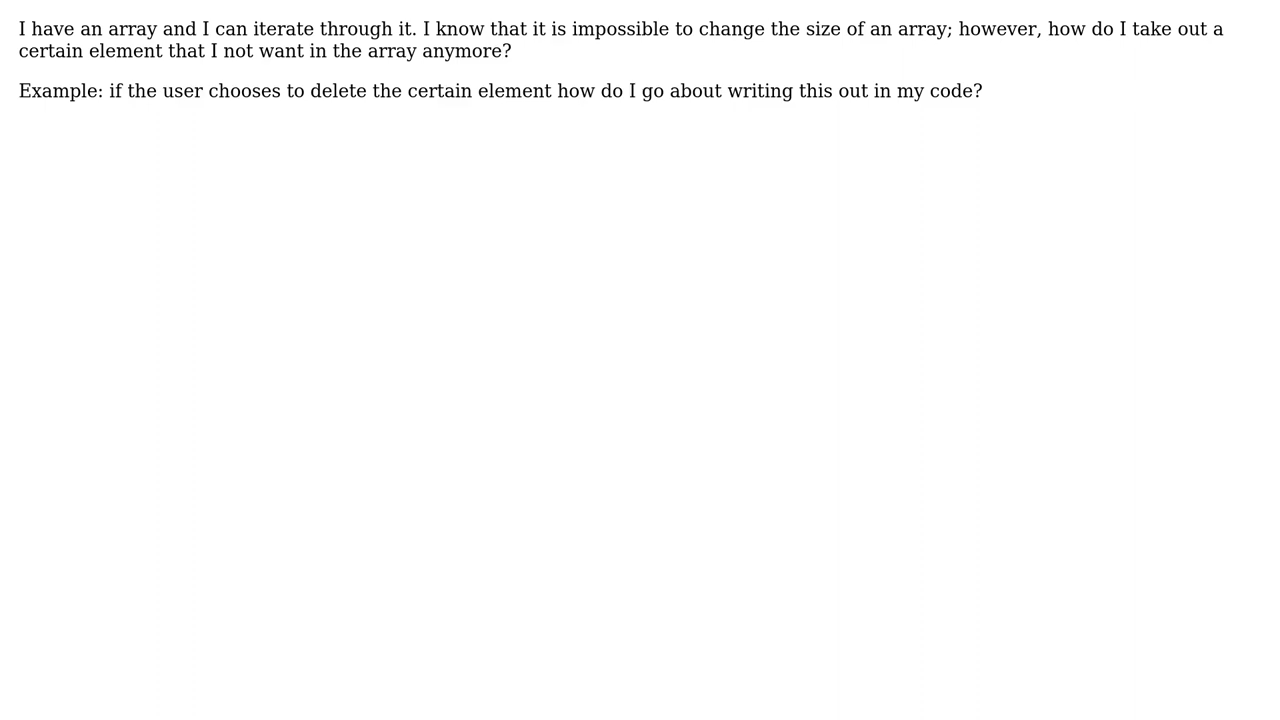 I have an array and I can iterate through it. I know that it is impossible to change the size of an array; however, how do I take out a
certain element that I not want in the array anymore?
Example: if the user chooses to delete the certain element how do I go about writing this out in my code?